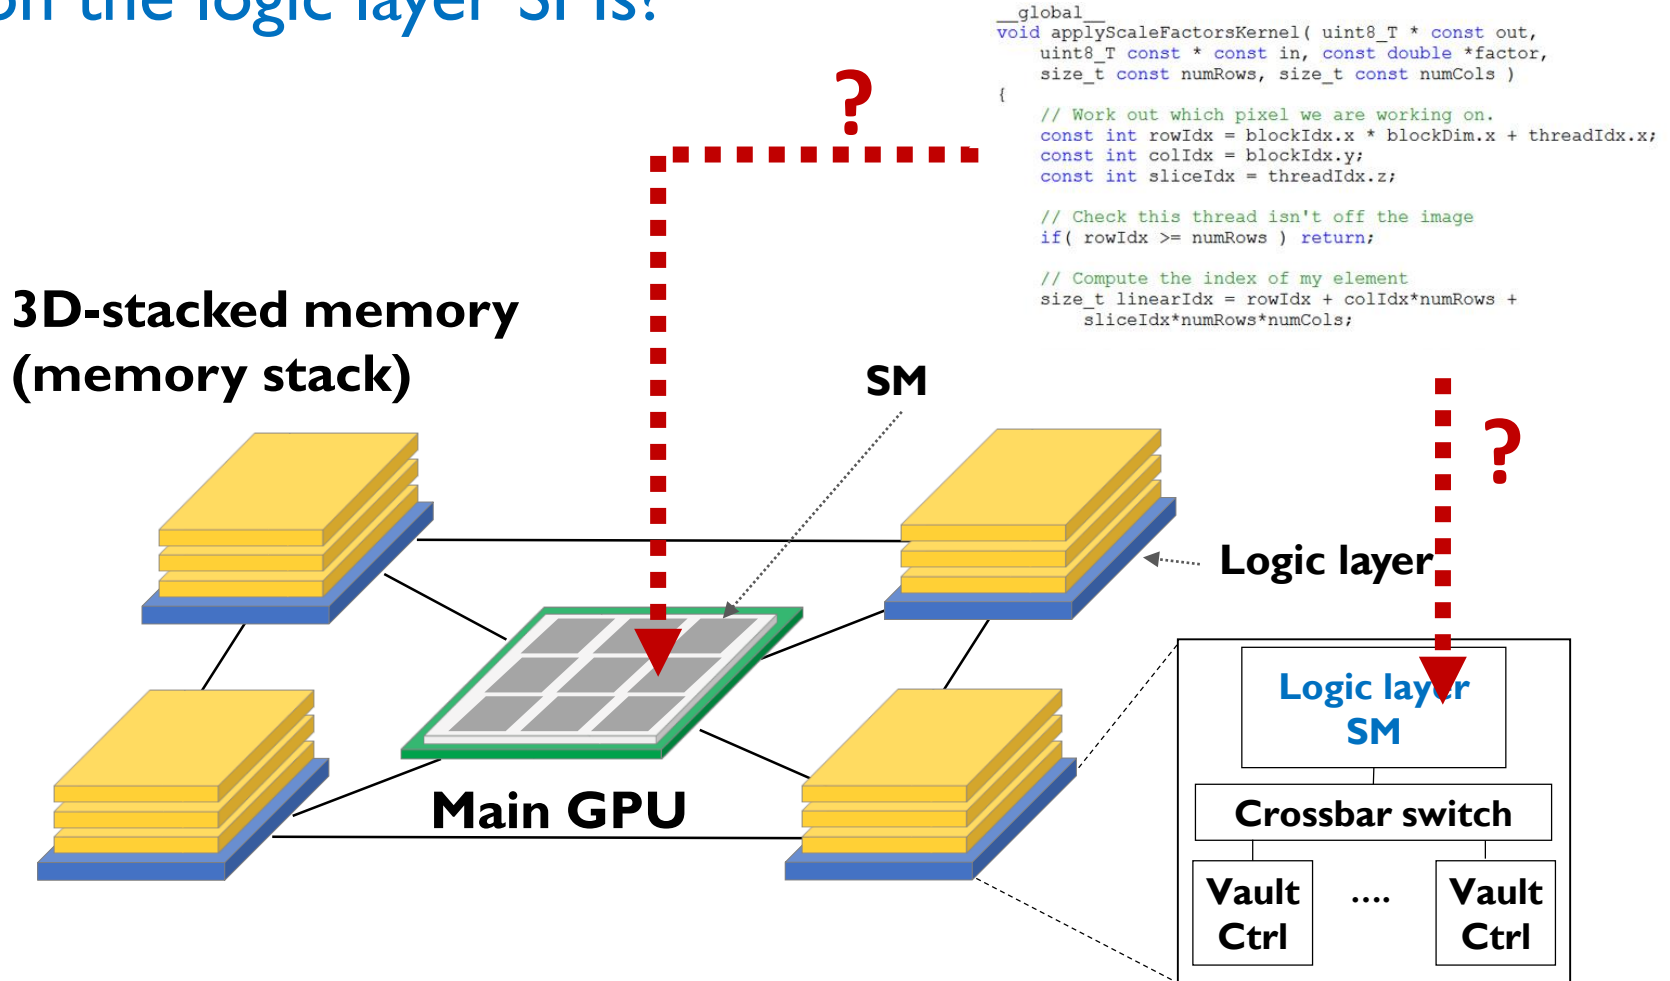 on the logic layer SMs?
__global__
void applyScaleFactorsKernel( uint8_T * const out,
uint8_T const * const in, const double *factor,
size_t const numRows, size_t const numCols )
{
// Work out which pixel we are working on.
const int rowIdx = blockIdx.x * blockDim.x + threadIdx.x;
const int colIdx = blockIdx.y;
const int sliceIdx = threadIdx.z;
// Check this thread isn't off the image
if( rowIdx >= numRows ) return;
// Compute the index of my element
size_t linearIdx = rowIdx + colIdx*numRows +
sliceIdx*numRows*numCols;
?
3D-stacked memory
(memory stack)
SM
?
Logic layer
Main GPU
Logic layer
SM
Crossbar switch
Vault
Ctrl
....
Vault
Ctrl